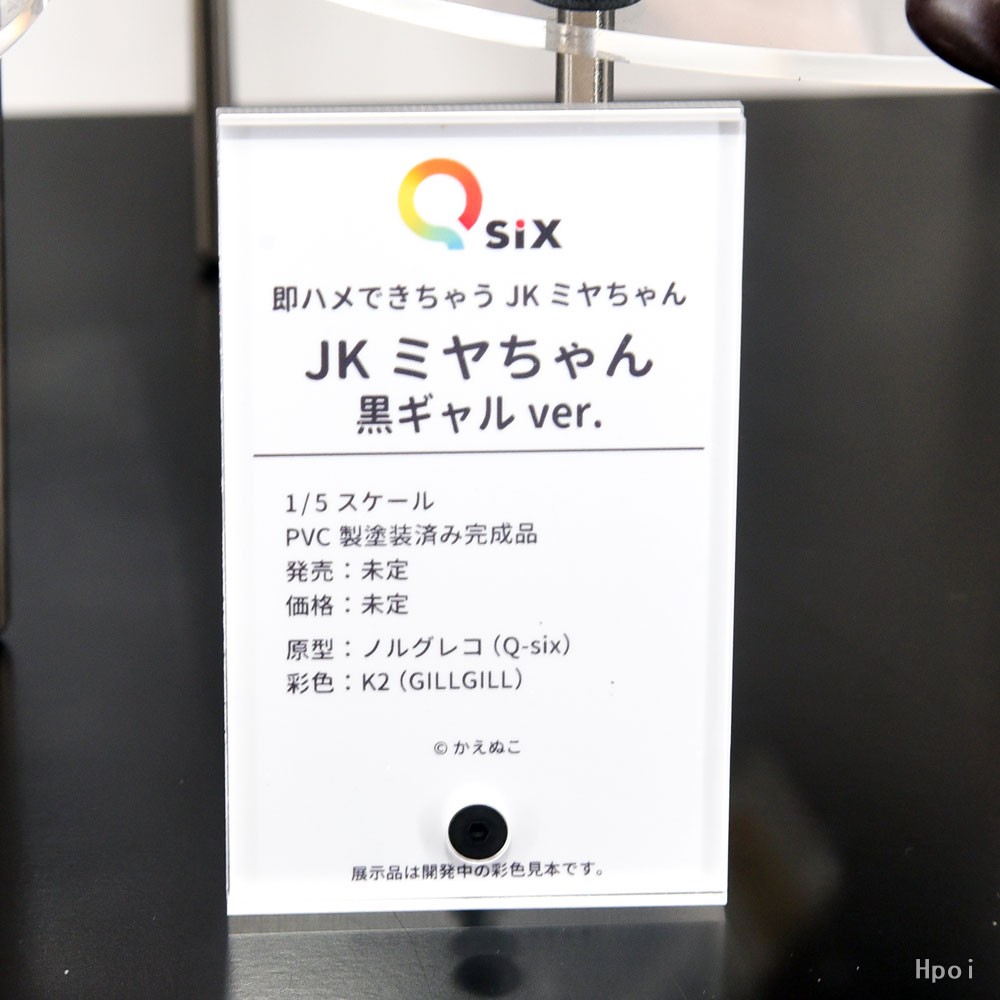 Q six
即ハメできちゃう JK ミヤちゃん
JK ミヤちゃん
黒ギャル ver.
1/5 スケール
PVC 製塗装済み完成品
発売：未定
価格：未定
原型：ノルグレコ（Q-six）
彩色：K2（GILLGILL）
© かえぬこ
展示品は開発中の彩色見本です。
Hpoi